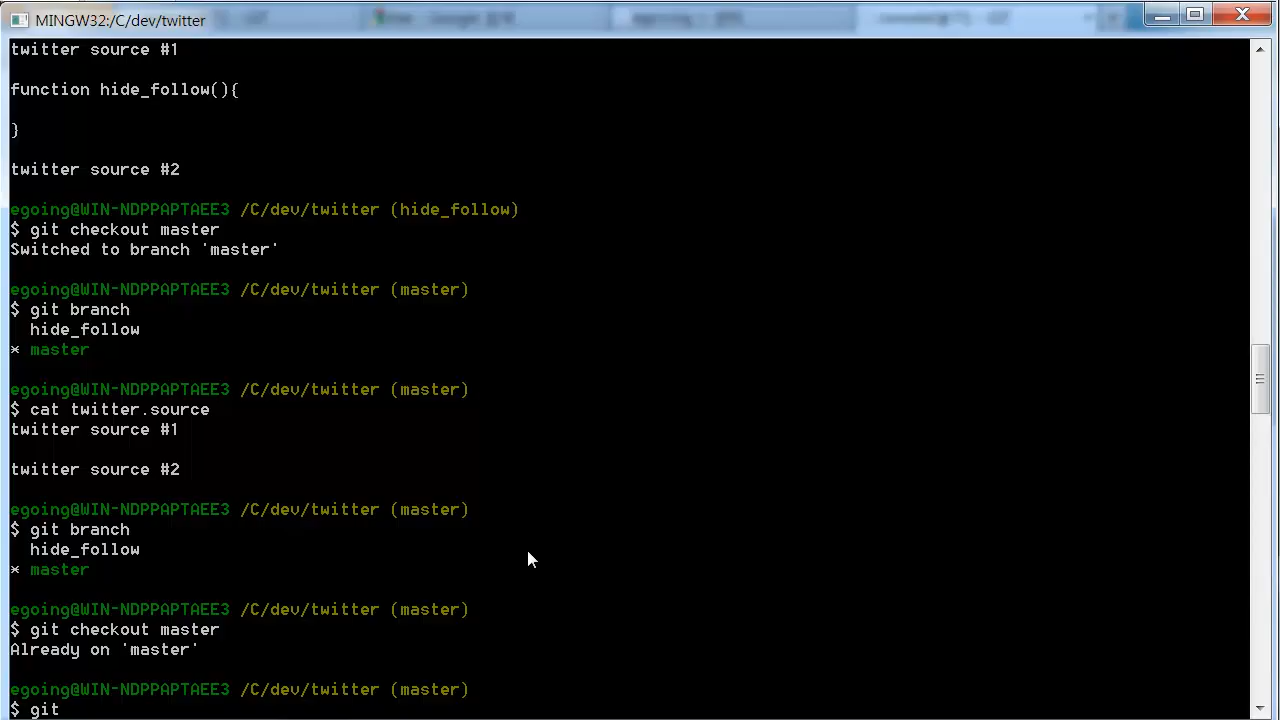 MINGW32:/C/dev/twitter
twitter source #1
function hide_follow(){
}
twitter source #2
egoing@WIN-NDPPAPTAEE3 /C/dev/twitter (hide_follow)
$ git checkout master
Switched to branch 'master'
egoing@WIN-NDPPAPTAEE3 /C/dev/twitter (master)
$ git branch
hide_follow
* master
egoing@WIN-NDPPAPTAEE3 /C/dev/twitter (master)
$ cat twitter.source
twitter source #1
twitter source #2
egoing@WIN-NDPPAPTAEE3 /C/dev/twitter (master)
$ git branch
hide_follow
* master
egoing@WIN-NDPPAPTAEE3 /C/dev/twitter (master)
$ git checkout master
Already on 'master'
egoing@WIN-NDPPAPTAEE3 /C/dev/twitter (master)
$ git